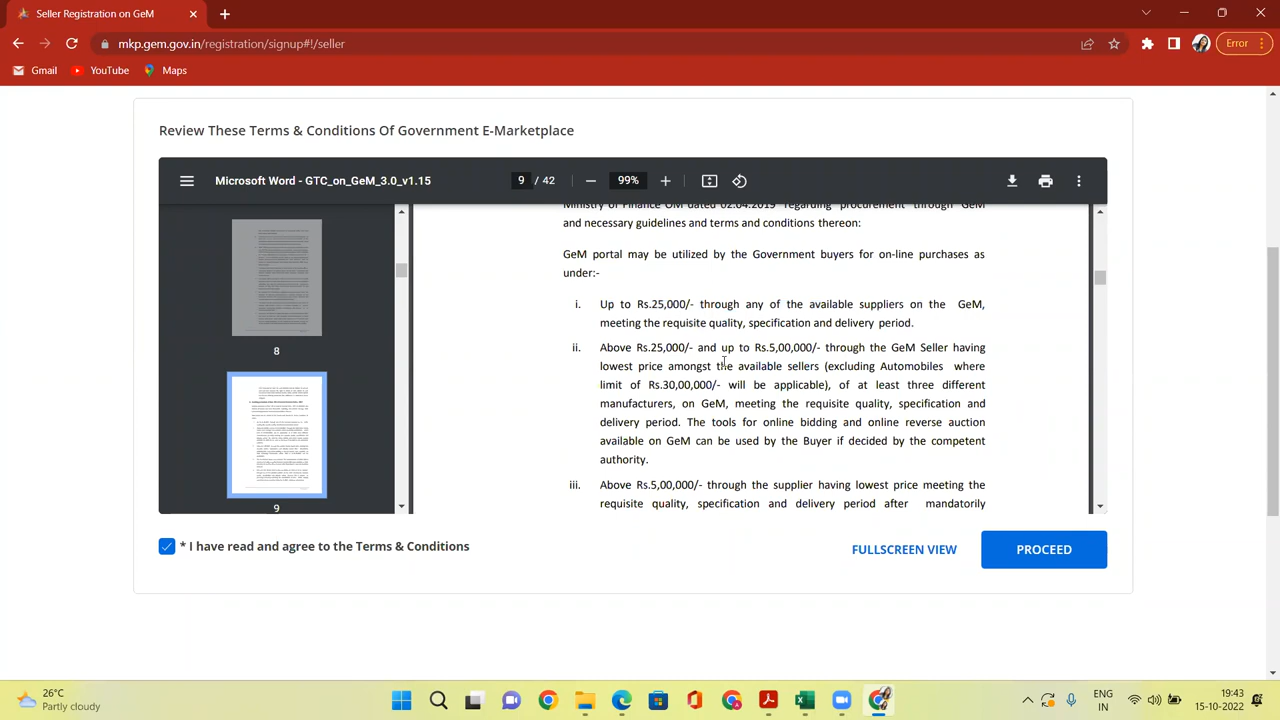 Seller Registration on GeM
mkp.gem.gov.in/registration/signup#!/seller
Error
Gmail
YouTube
Maps
Review These Terms & Conditions Of Government E-Marketplace
Microsoft Word - GTC_on_GeM_3.0_v1.15
9 / 42
99%
8
9
Ministry of Finance OM dated 02.04.2019 regarding procurement through GeM
and necessary guidelines and terms and conditions thereon:
GeM portal may be utilized by the Government buyers for on-line purchases as
under:-
i. Up to Rs.25,000/- through any of the available suppliers on the GeM,
meeting the requisite quality, specification and delivery period.
ii. Above Rs.25,000/- and up to Rs.5,00,000/- through the GeM Seller having
lowest price amongst the available sellers (excluding Automobiles where
limit of Rs.30,00,000/- will be applicable), of at least three different
manufacturers, on GeM, meeting the requisite quality, specification and
delivery period. The tools for online bidding and online reverse auction
available on GeM can be used by the Buyer if decided by the competent
authority.
iii. Above Rs.5,00,000/- through the supplier having lowest price meeting the
requisite quality, specification and delivery period after mandatorily
* I have read and agree to the Terms & Conditions
FULLSCREEN VIEW
PROCEED
26°C
Partly cloudy
ENG
IN
19:43
15-10-2022